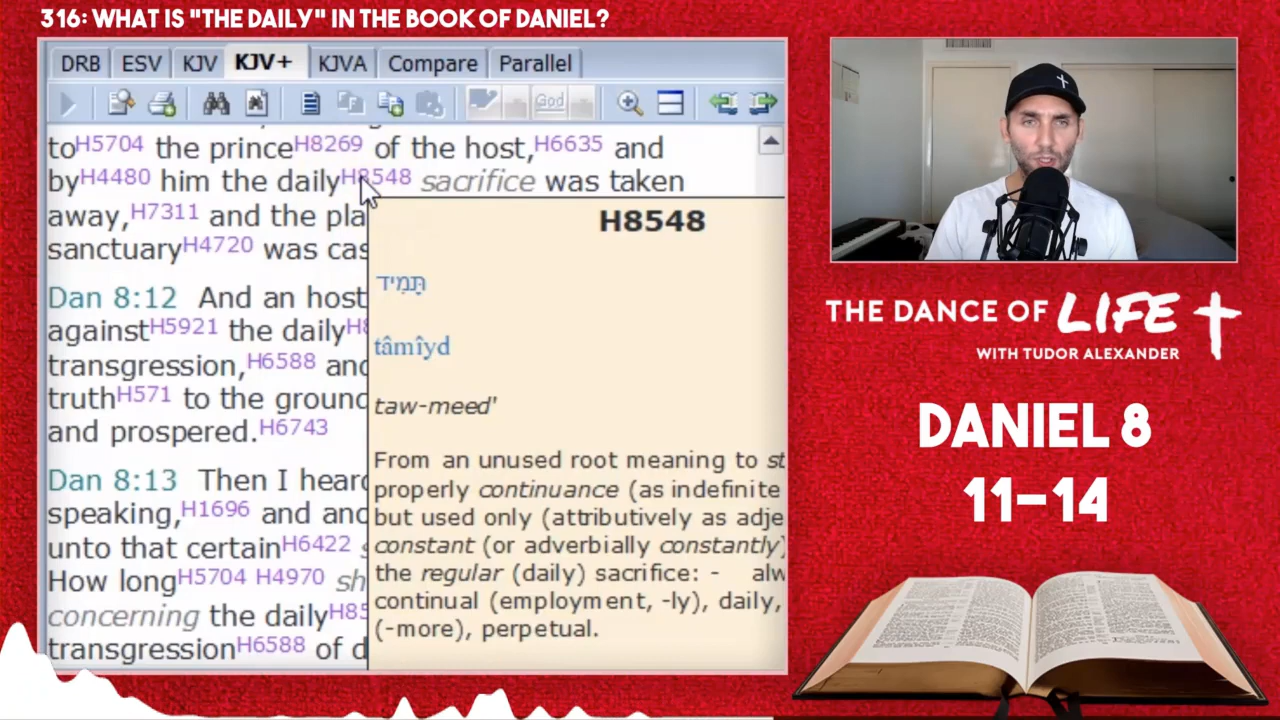 316: WHAT IS "THE DAILY" IN THE BOOK OF DANIEL?
DRB ESV KJV KJV+ KJVA Compare Parallel
God
toH5704 the princeH8269 of the host,H6635 and
byH4480 him the dailyH8548 sacrifice was taken
away,H7311 and the pla
sanctuaryH4720 was cas
Dan 8:12 And an host
againstH5921 the dailyH8
transgression,H6588 and
truthH571 to the ground
and prospered.H6743
Dan 8:13 Then I heard
speaking,H1696 and ano
unto that certainH6422 s
How longH5704 H4970 sh
concerning the dailyH85
transgressionH6588 of d
H8548
תָּמִיד
tâmîyd
taw-meed'
From an unused root meaning to st
properly continuance (as indefinite
but used only (attributively as adje
constant (or adverbially constantly)
the regular (daily) sacrifice: - alw
continual (employment, -ly), daily,
(-more), perpetual.
THE DANCE OF LIFE
WITH TUDOR ALEXANDER
DANIEL 8
11-14